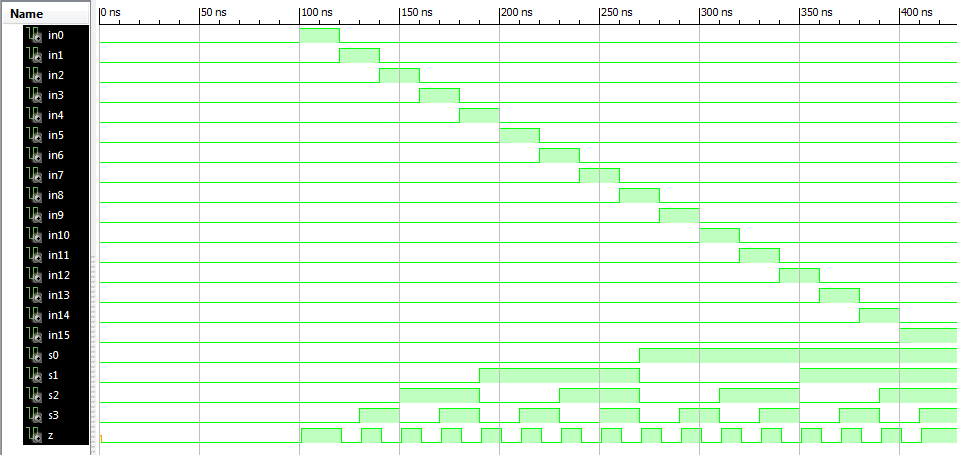 Name
0 ns 50 ns 100 ns 150 ns 200 ns 250 ns 300 ns 350 ns 400 ns
in0
in1
in2
in3
in4
in5
in6
in7
in8
in9
in10
in11
in12
in13
in14
in15
s0
s1
s2
s3
z